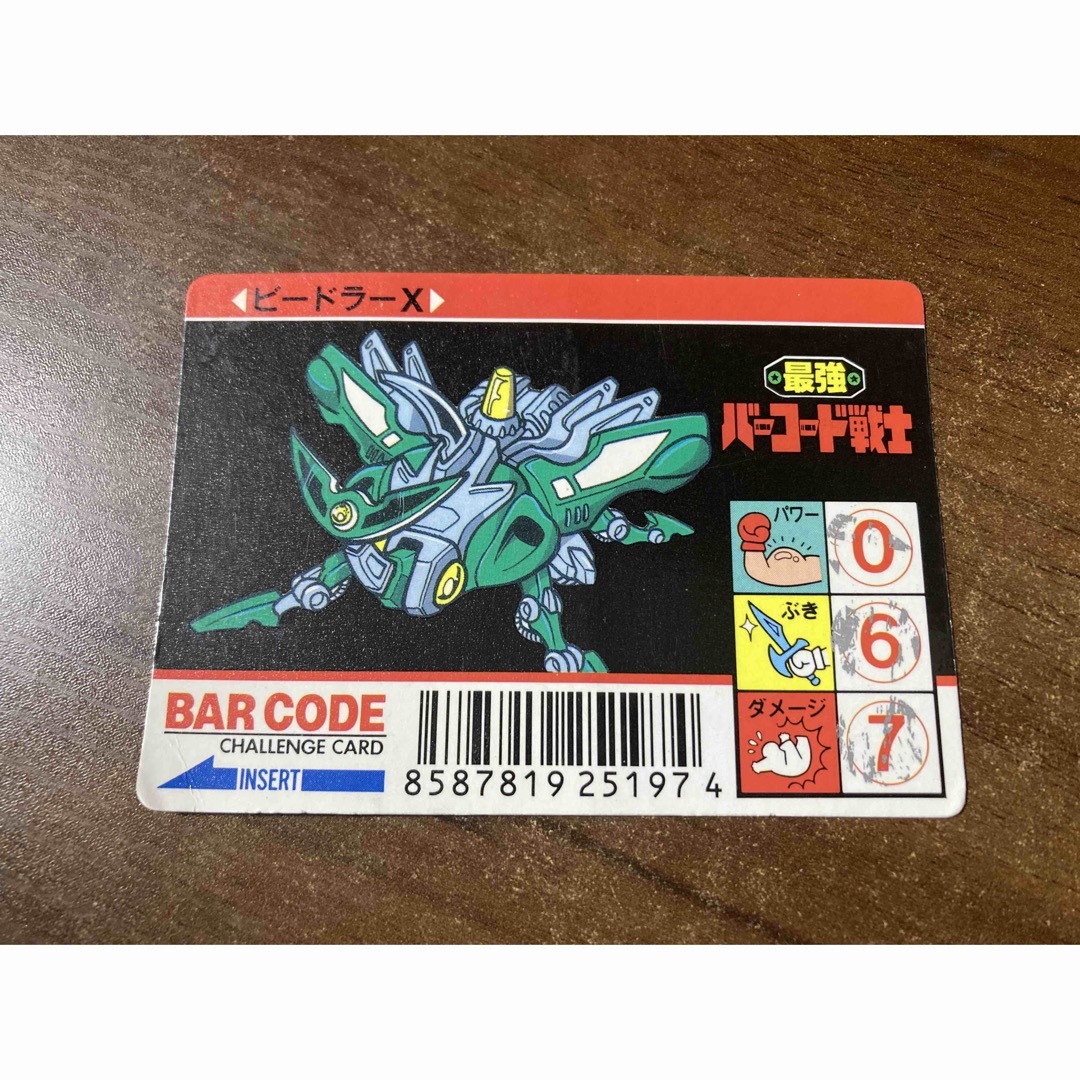 ビードラーX
最強
バーコード戦士
パワー
0
ぶき
6
ダメージ
7
BAR CODE
CHALLENGE CARD
INSERT
8587819 25197 4